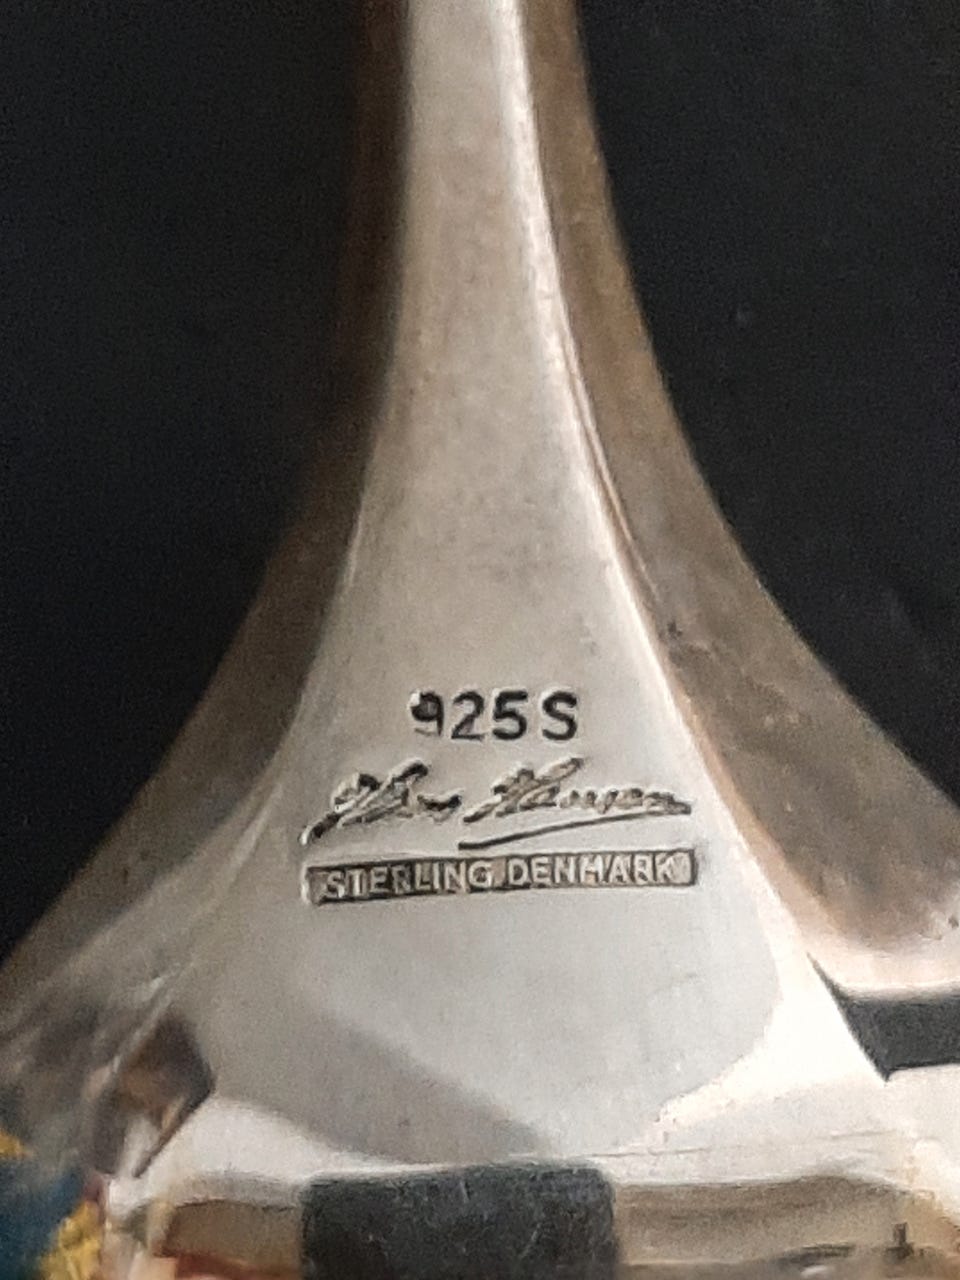 925S
Hans Hansen
STERLING DENMARK